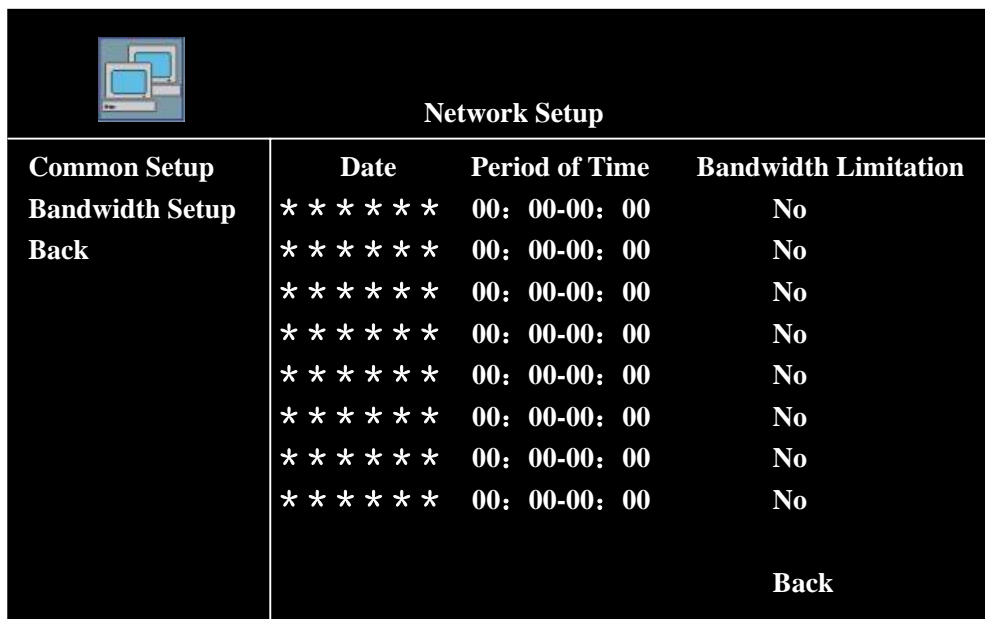 Network Setup
Common Setup Date Period of Time Bandwidth Limitation
Bandwidth Setup ****** 00：00-00：00 No
Back ****** 00：00-00：00 No
****** 00：00-00：00 No
****** 00：00-00：00 No
****** 00：00-00：00 No
****** 00：00-00：00 No
****** 00：00-00：00 No
****** 00：00-00：00 No
Back